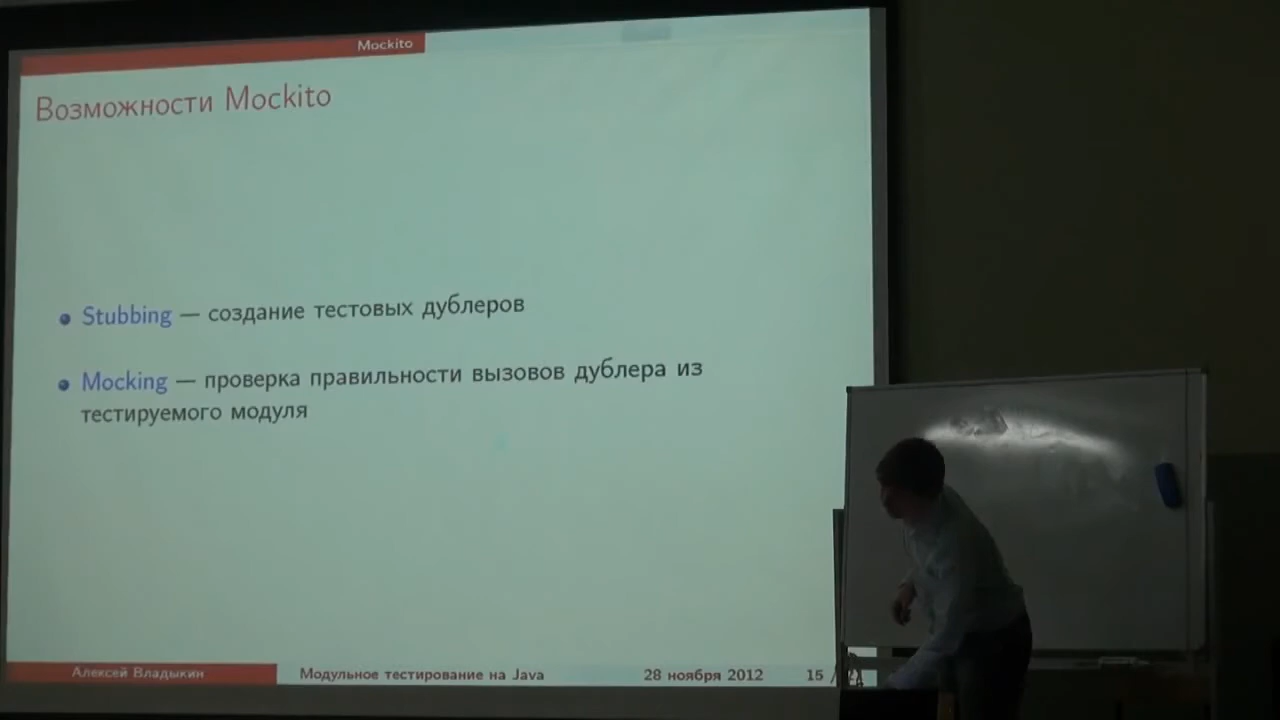 Mockito
Возможности Mockito
Stubbing — создание тестовых дублеров
Mocking — проверка правильности вызовов дублера из
тестируемого модуля
Алексей Владыкин
Модульное тестирование на Java
28 ноября 2012
15 /